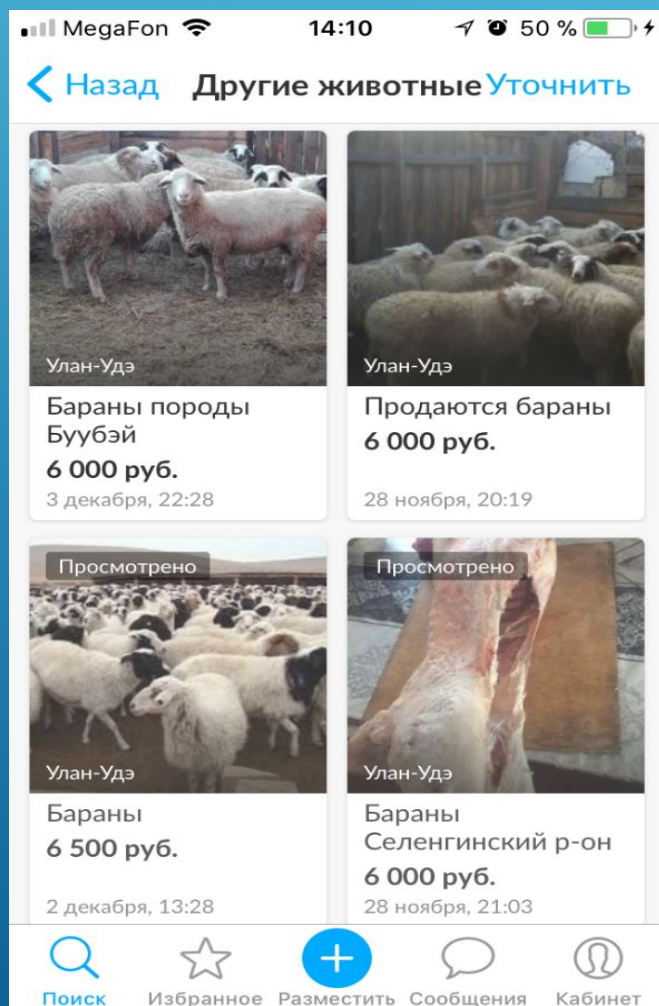 MegaFon 14:10 50 %
Назад Другие животные Уточнить
Улан-Удэ
Бараны породы
Буубэй
6 000 руб.
3 декабря, 22:28
Улан-Удэ
Продаются бараны
6 000 руб.
28 ноября, 20:19
Просмотрено
Улан-Удэ
Бараны
6 500 руб.
2 декабря, 13:28
Просмотрено
Улан-Удэ
Бараны
Селенгинский р-он
6 000 руб.
28 ноября, 21:03
Поиск Избранное Разместить Сообщения Кабинет